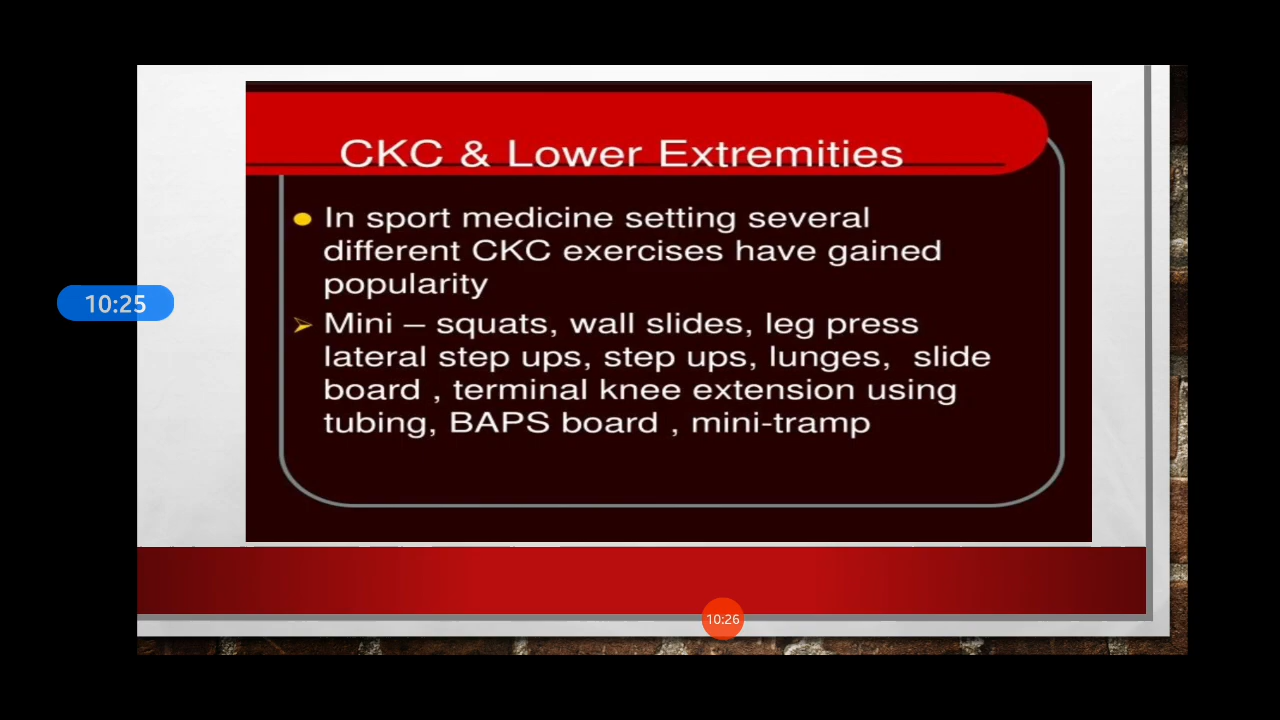 CKC & Lower Extremities
In sport medicine setting several
different CKC exercises have gained
popularity
Mini – squats, wall slides, leg press
lateral step ups, step ups, lunges,  slide
board , terminal knee extension using
tubing, BAPS board , mini-tramp
10:25
10:26